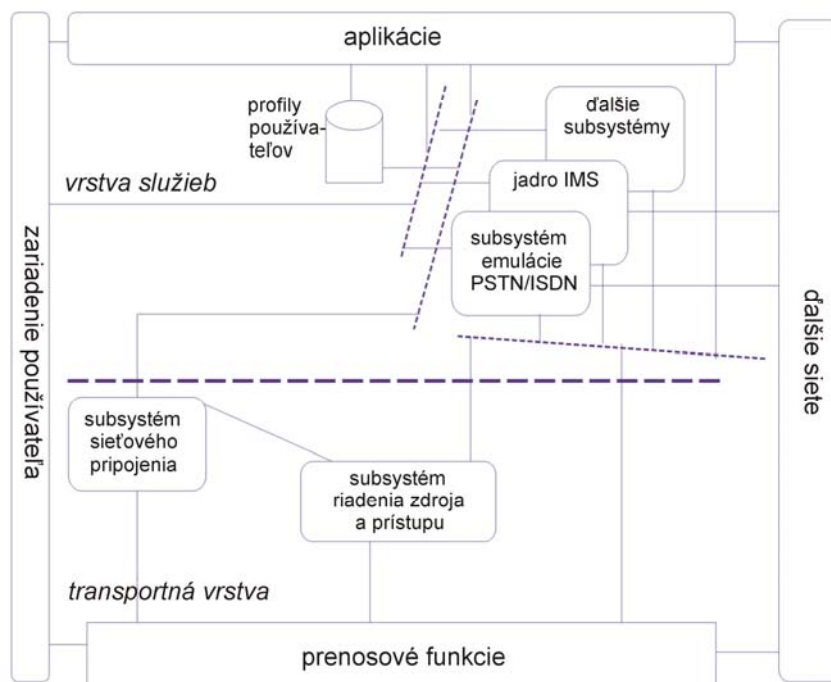 aplikácie
profily
používa-
teľov
ďalšie
subsystémy
vrstva služieb
jadro IMS
subsystém
emulácie
PSTN/ISDN
zariadenie používateľa
ďalšie siete
subsystém
sieťového
pripojenia
subsystém
riadenia zdroja
a prístupu
transportná vrstva
prenosové funkcie